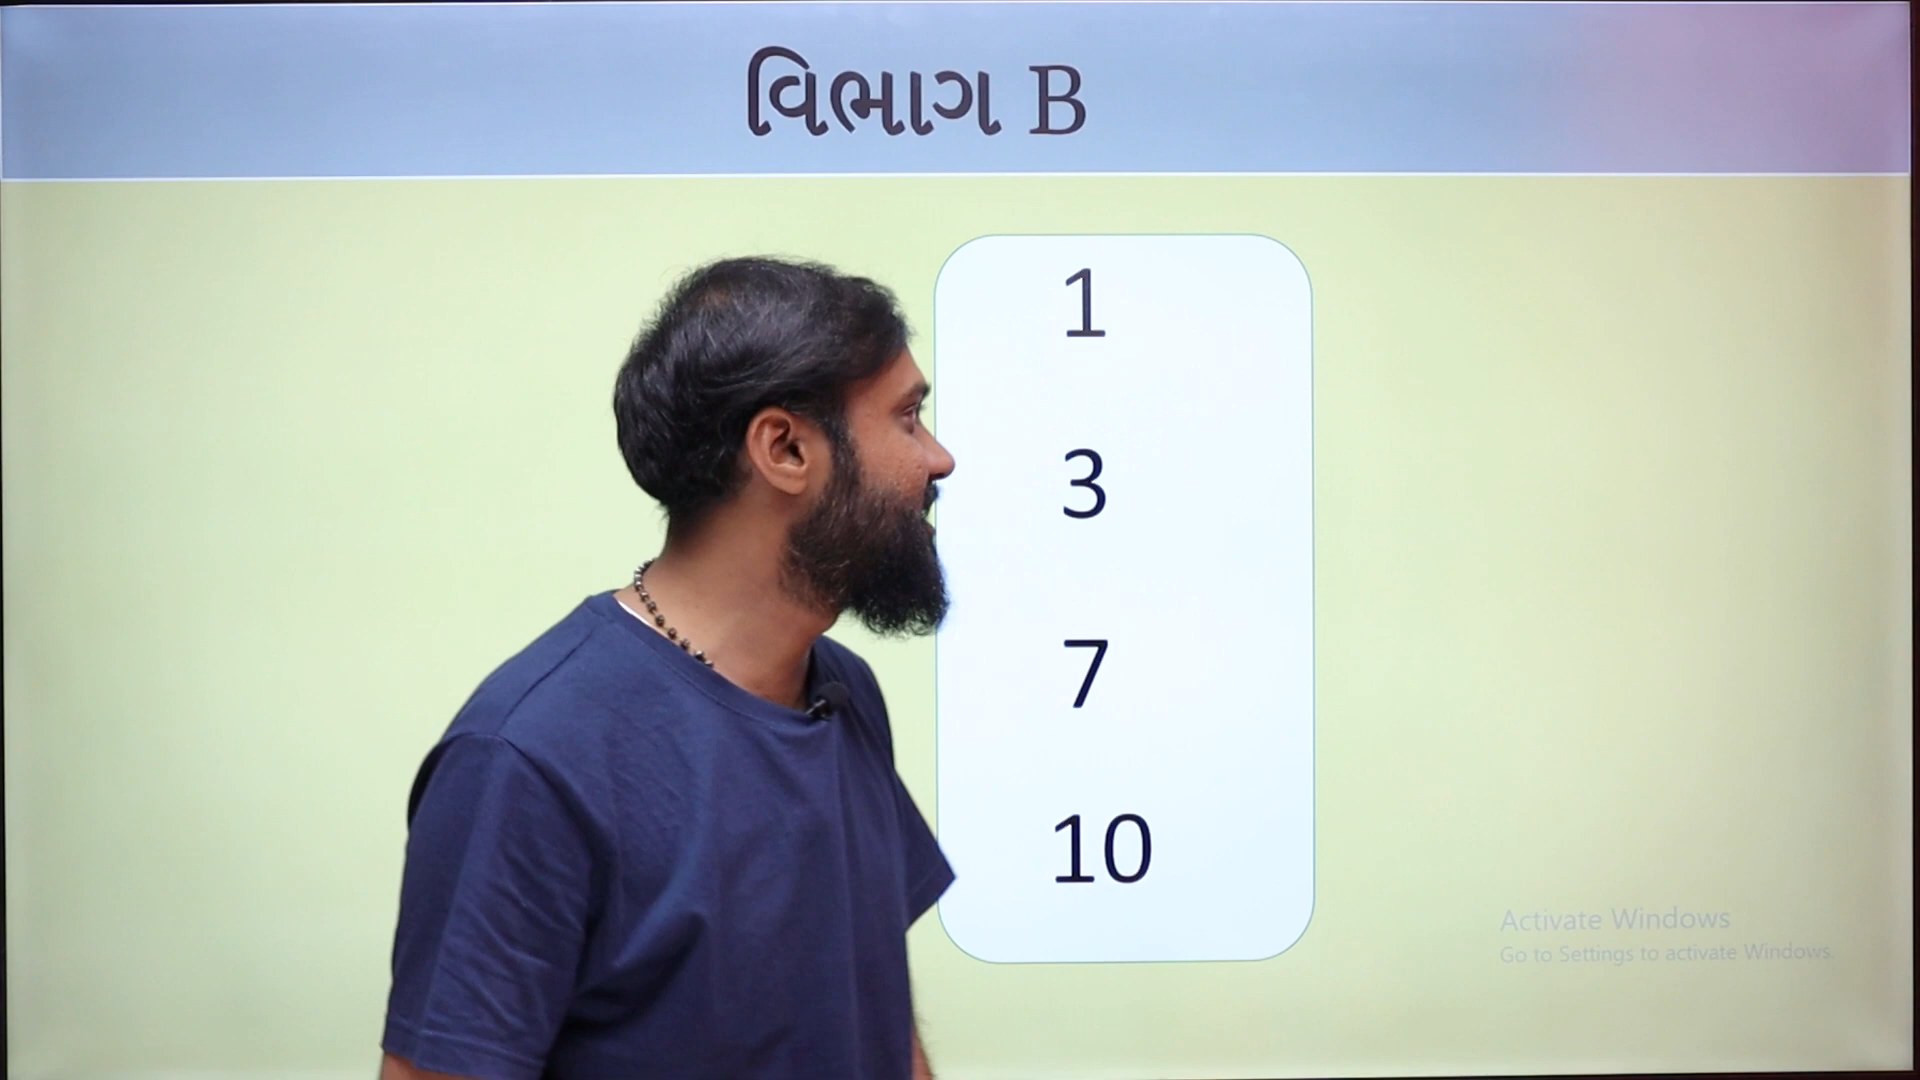 વિભાગ B
1
3
7
10
Activate Windows
Go to Settings to activate Windows.